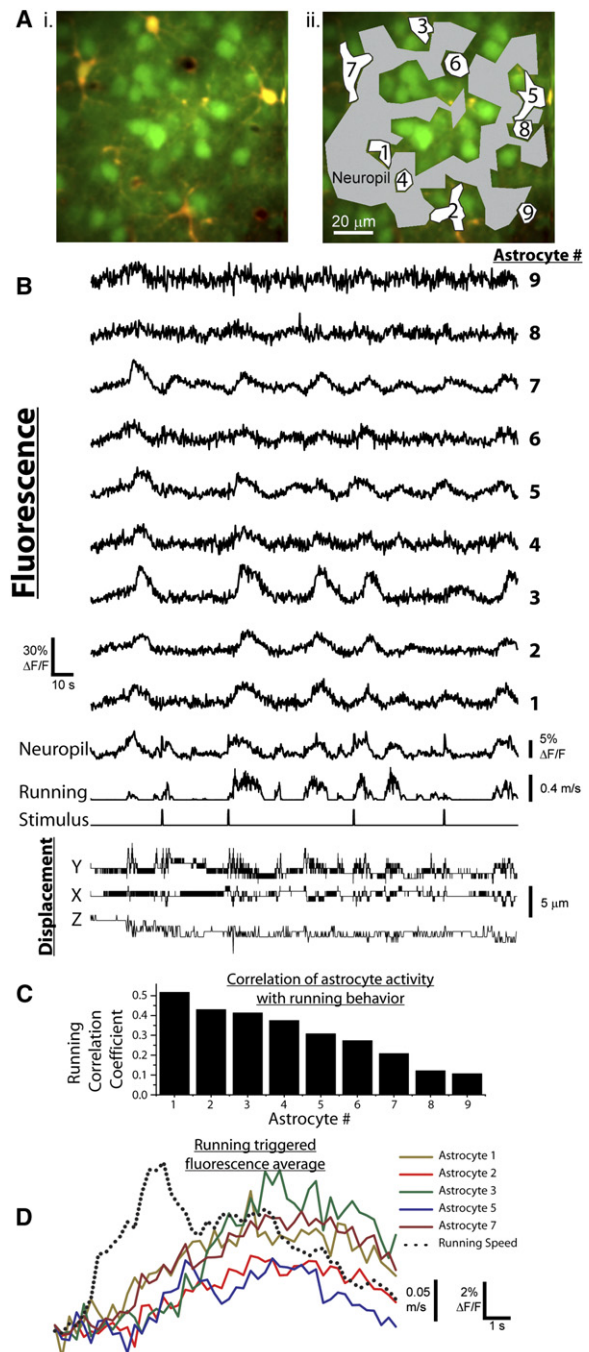 A i. ii.
3
6
7
5
8
1
Neuropil
4
2
9
20 μm
Astrocyte #
B
9
8
7
6
5
4
3
2
1
Fluorescence
30%
ΔF/F
10 s
Neuropil
5%
ΔF/F
Running
0.4 m/s
Stimulus
Displacement
Y
X
Z
5 μm
C
Correlation of astrocyte activity
with running behavior
Running
Correlation
Coefficient
0.5
0.4
0.3
0.2
0.1
0.0
1 2 3 4 5 6 7 8 9
Astrocyte #
D
Running triggered
fluorescence average
Astrocyte 1
Astrocyte 2
Astrocyte 3
Astrocyte 5
Astrocyte 7
Running Speed
0.05
m/s
2%
ΔF/F
1 s